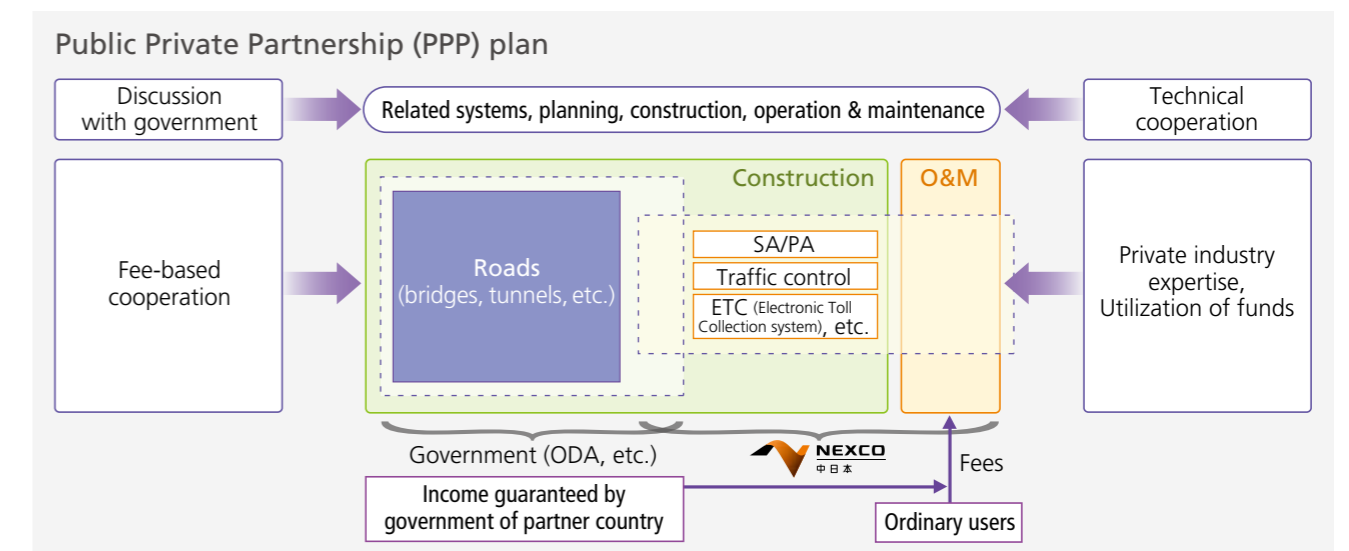 Public Private Partnership (PPP) plan
Discussion
with government
Related systems, planning, construction, operation & maintenance
Technical
cooperation
Fee-based
cooperation
Construction
O&M
Roads
(bridges, tunnels, etc.)
SA/PA
Traffic control
ETC (Electronic Toll
Collection system), etc.
Private industry
expertise,
Utilization of funds
Government (ODA, etc.)
NEXCO
中日本
Fees
Income guaranteed by
government of partner country
Ordinary users